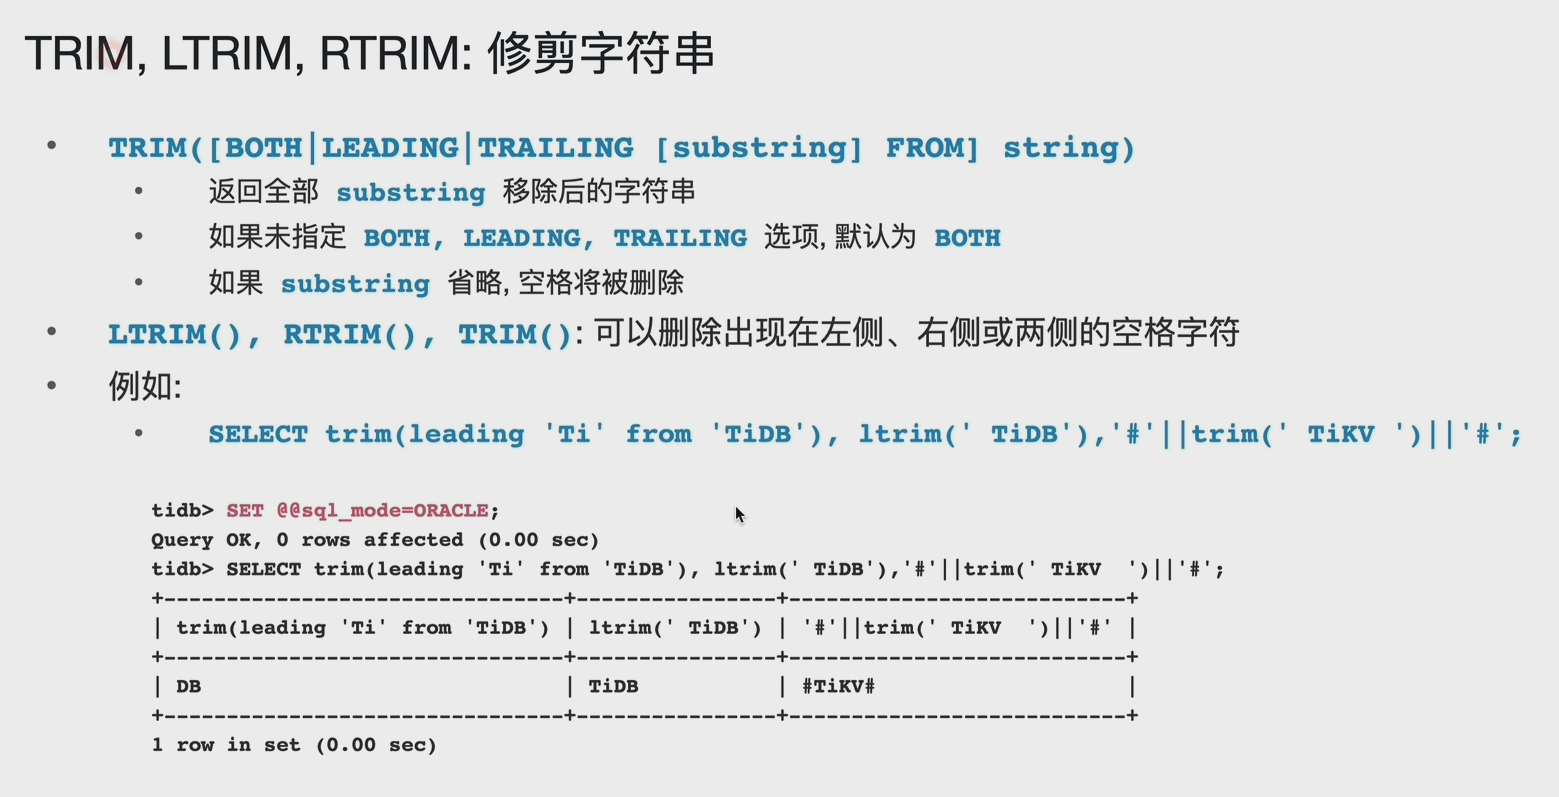 TRIM, LTRIM, RTRIM: 修剪字符串
• TRIM([BOTH|LEADING|TRAILING [substring] FROM] string)
• 返回全部 substring 移除后的字符串
• 如果未指定 BOTH, LEADING, TRAILING 选项, 默认为 BOTH
• 如果 substring 省略, 空格将被删除
• LTRIM(), RTRIM(), TRIM(): 可以删除出现在左侧、右侧或两侧的空格字符
• 例如:
• SELECT trim(leading 'Ti' from 'TiDB'), ltrim(' TiDB'),'#'||trim(' TiKV ')||'#';
tidb> SET @@sql_mode=ORACLE;
Query OK, 0 rows affected (0.00 sec)
tidb> SELECT trim(leading 'Ti' from 'TiDB'), ltrim(' TiDB'),'#'||trim(' TiKV  ')||'#';
+--------------------------------+----------------+---------------------------+
| trim(leading 'Ti' from 'TiDB') | ltrim(' TiDB') | '#'||trim(' TiKV  ')||'#' |
+--------------------------------+----------------+---------------------------+
| DB                             | TiDB           | #TiKV#                    |
+--------------------------------+----------------+---------------------------+
1 row in set (0.00 sec)